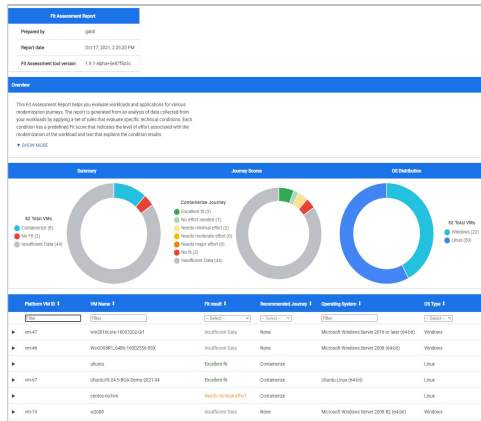 Fit Assessment Report
Prepared by
Report date Oct 17, 2021, 2:25:20 PM
Fit Assessment tool version
Overview
This Fit Assessment Report helps you evaluate workloads and applications for various
modernization journeys. The report is generated from an analysis of data collected from
your workloads by applying a set of rules that evaluate specific technical conditions. Each
condition has a predefined Fit score that indicates the level of effort associated with the
modernization of the workload and text that explains the condition results.
▼ SHOW MORE
Summary Journey Scores OS Distribution
52 Total VMs
Containerize (6)
No Fit (2)
Insufficient Data (44)
Containerize Journey
Excellent fit (3)
No effort needed (1)
Needs minimal effort (2)
Needs moderate effort (0)
Needs major effort (0)
No fit (2)
Insufficient Data (44)
52 Total VMs
Windows (22)
Linux (30)
Platform VM ID VM Name Fit result Recommended Journey Operating System OS Type
Filter Filter -- Select -- -- Select -- Filter -- Select --
vm-47 Insufficient Data None Microsoft Windows Server 2016 or later (64-bit) Windows
vm-46 Insufficient Data None Microsoft Windows Server 2008 (64-bit) Windows
ubuntu Excellent fit Containerize Linux
vm-67 Excellent fit Containerize Ubuntu Linux (64-bit) Linux
Needs minimal effort Containerize Linux
vm-19 w2008 Insufficient Data None Microsoft Windows Server 2008 R2 (64-bit) Windows